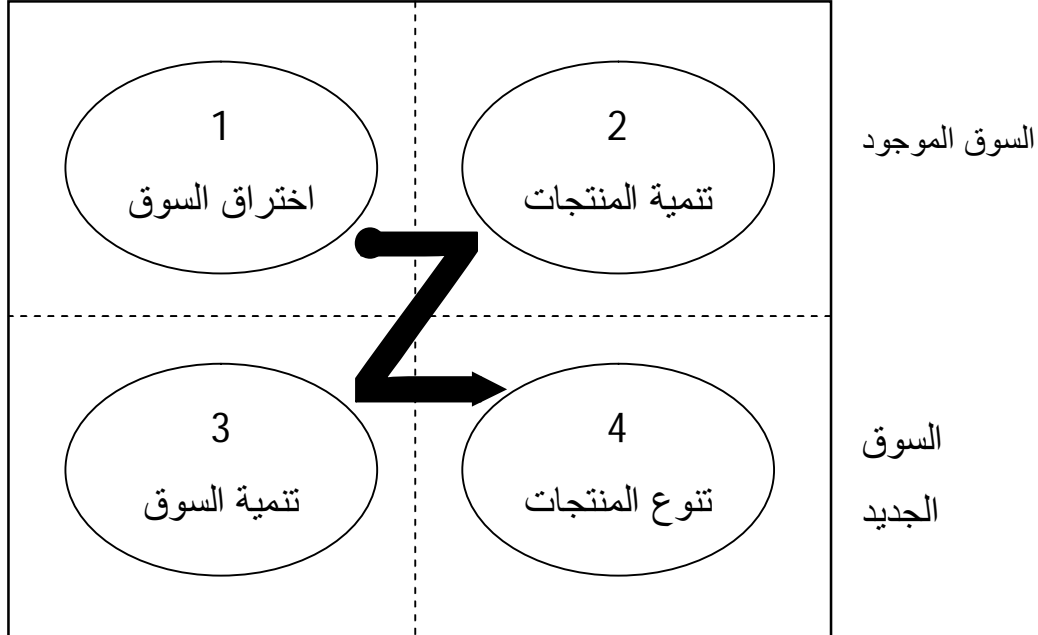 1
اختراق السوق
2
تنمية المنتجات
السوق الموجود
3
تنمية السوق
4
تنوع المنتجات
السوق
الجديد